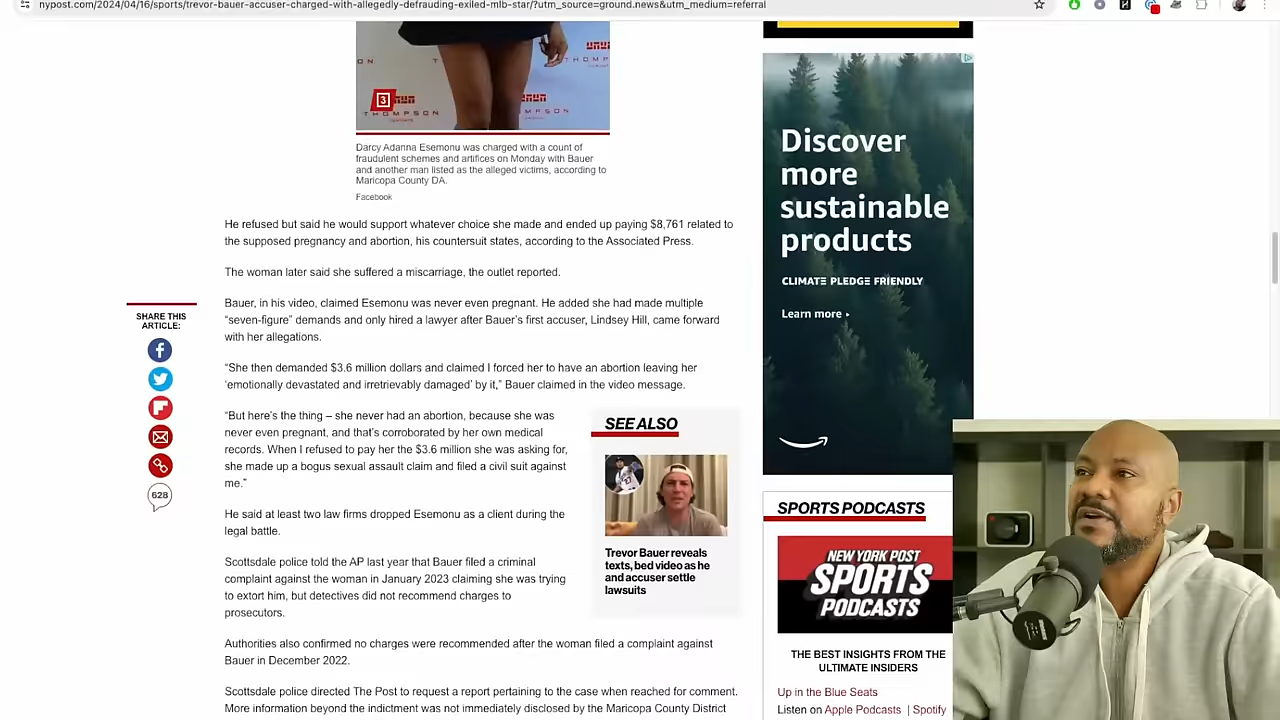 nypost.com/2024/04/16/sports/trevor-bauer-accuser-charged-with-allegedly-defrauding-exiled-mlb-star/?utm_source=ground.news&utm_medium=referral
THOMPSON
THOMPSON
3
Darcy Adanna Esemonu was charged with a count of
fraudulent schemes and artifices on Monday with Bauer
and another man listed as the alleged victims, according to
Maricopa County DA.
Facebook
He refused but said he would support whatever choice she made and ended up paying $8,761 related to
the supposed pregnancy and abortion, his countersuit states, according to the Associated Press.
The woman later said she suffered a miscarriage, the outlet reported.
Bauer, in his video, claimed Esemonu was never even pregnant. He added she had made multiple
“seven-figure” demands and only hired a lawyer after Bauer’s first accuser, Lindsey Hill, came forward
with her allegations.
“She then demanded $3.6 million dollars and claimed I forced her to have an abortion leaving her
‘emotionally devastated and irretrievably damaged’ by it,” Bauer claimed in the video message.
“But here’s the thing – she never had an abortion, because she was
never even pregnant, and that’s corroborated by her own medical
records. When I refused to pay her the $3.6 million she was asking for,
she made up a bogus sexual assault claim and filed a civil suit against
me.”
He said at least two law firms dropped Esemonu as a client during the
legal battle.
Scottsdale police told the AP last year that Bauer filed a criminal
complaint against the woman in January 2023 claiming she was trying
to extort him, but detectives did not recommend charges to
prosecutors.
Authorities also confirmed no charges were recommended after the woman filed a complaint against
Bauer in December 2022.
Scottsdale police directed The Post to request a report pertaining to the case when reached for comment.
More information beyond the indictment was not immediately disclosed by the Maricopa County District
SHARE THIS
ARTICLE:
628
SEE ALSO
Trevor Bauer reveals
texts, bed video as he
and accuser settle
lawsuits
Discover
more
sustainable
products
CLIMATE PLEDGE FRIENDLY
Learn more
SPORTS PODCASTS
NEW YORK POST
SPORTS
PODCASTS
THE BEST INSIGHTS FROM THE
ULTIMATE INSIDERS
Up in the Blue Seats
Listen on Apple Podcasts | Spotify